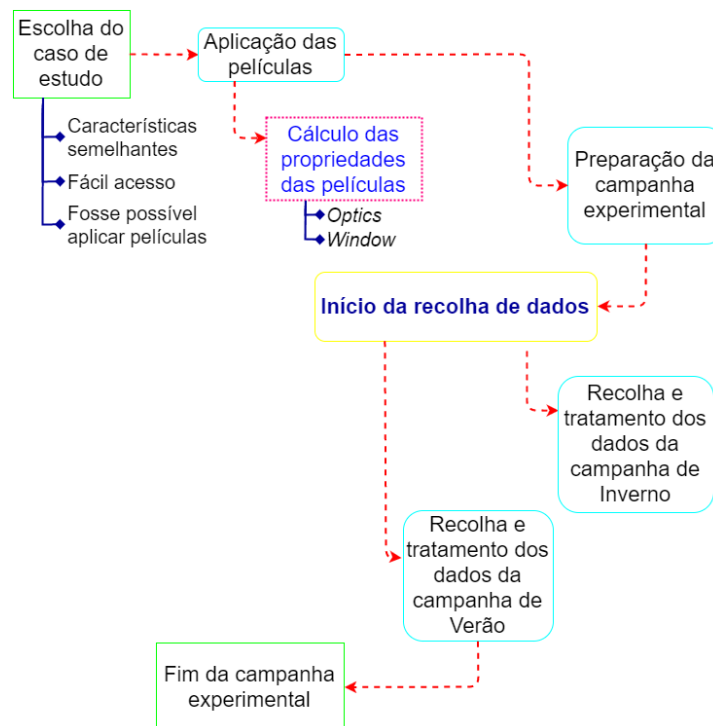 Escolha do
caso de
estudo
Aplicação das
películas
Características
semelhantes
Fácil acesso
Fosse possível
aplicar películas
Cálculo das
propriedades
das películas
Optics
Window
Preparação da
campanha
experimental
Início da recolha de dados
Recolha e
tratamento dos
dados da
campanha de
Inverno
Recolha e
tratamento dos
dados da
campanha de
Verão
Fim da campanha
experimental